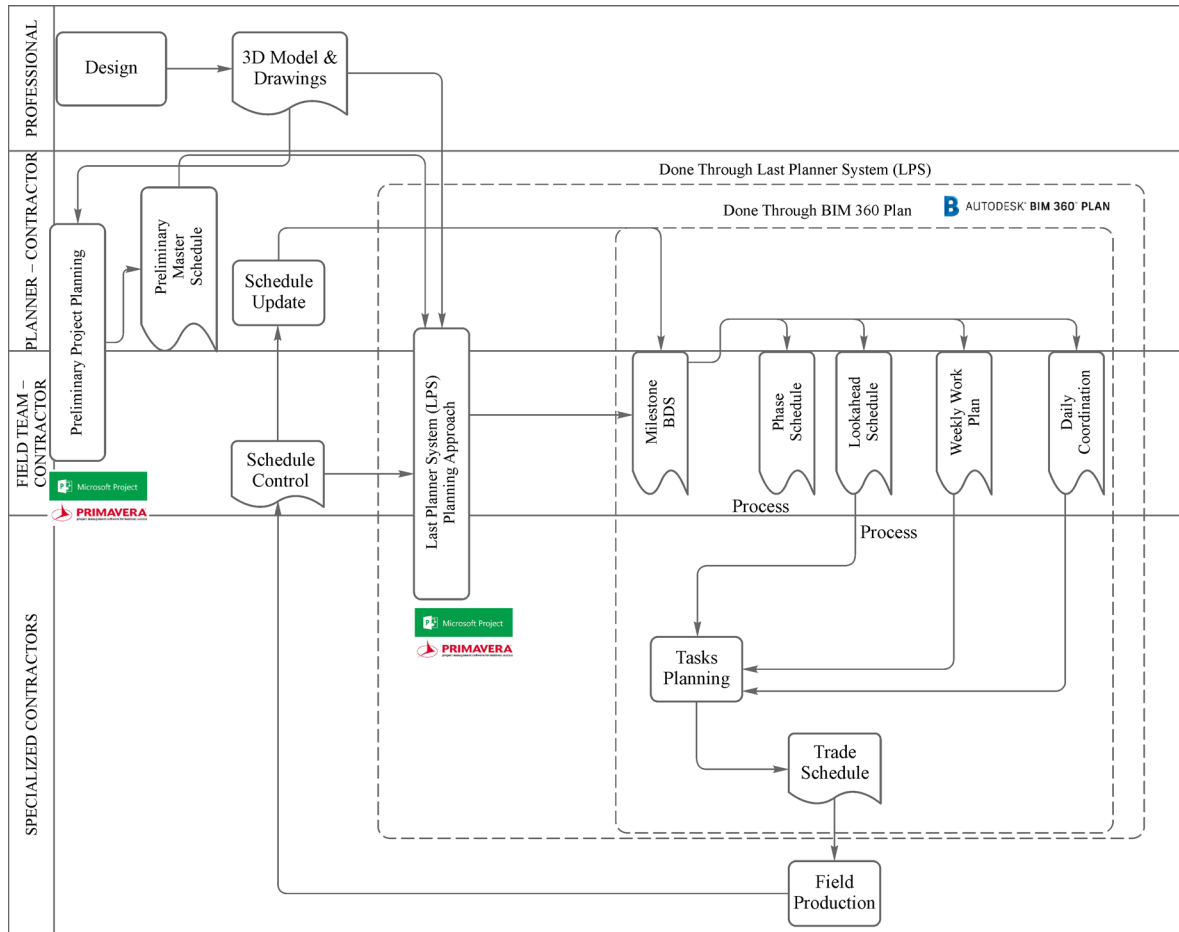 PROFESSIONAL
Design
3D Model &
Drawings
PLANNER – CONTRACTOR
Done Through Last Planner System (LPS)
Done Through BIM 360 Plan
AUTODESK® BIM 360™ PLAN
Preliminary Project Planning
Preliminary
Master
Schedule
Schedule
Update
FIELD TEAM –
CONTRACTOR
Last Planner System (LPS)
Planning Approach
Milestone
BDS
Phase
Schedule
Lookahead
Schedule
Weekly Work
Plan
Daily
Coordination
Schedule
Control
Microsoft Project
PRIMAVERA
Process
Process
SPECIALIZED CONTRACTORS
Microsoft Project
PRIMAVERA
Tasks
Planning
Trade
Schedule
Field
Production